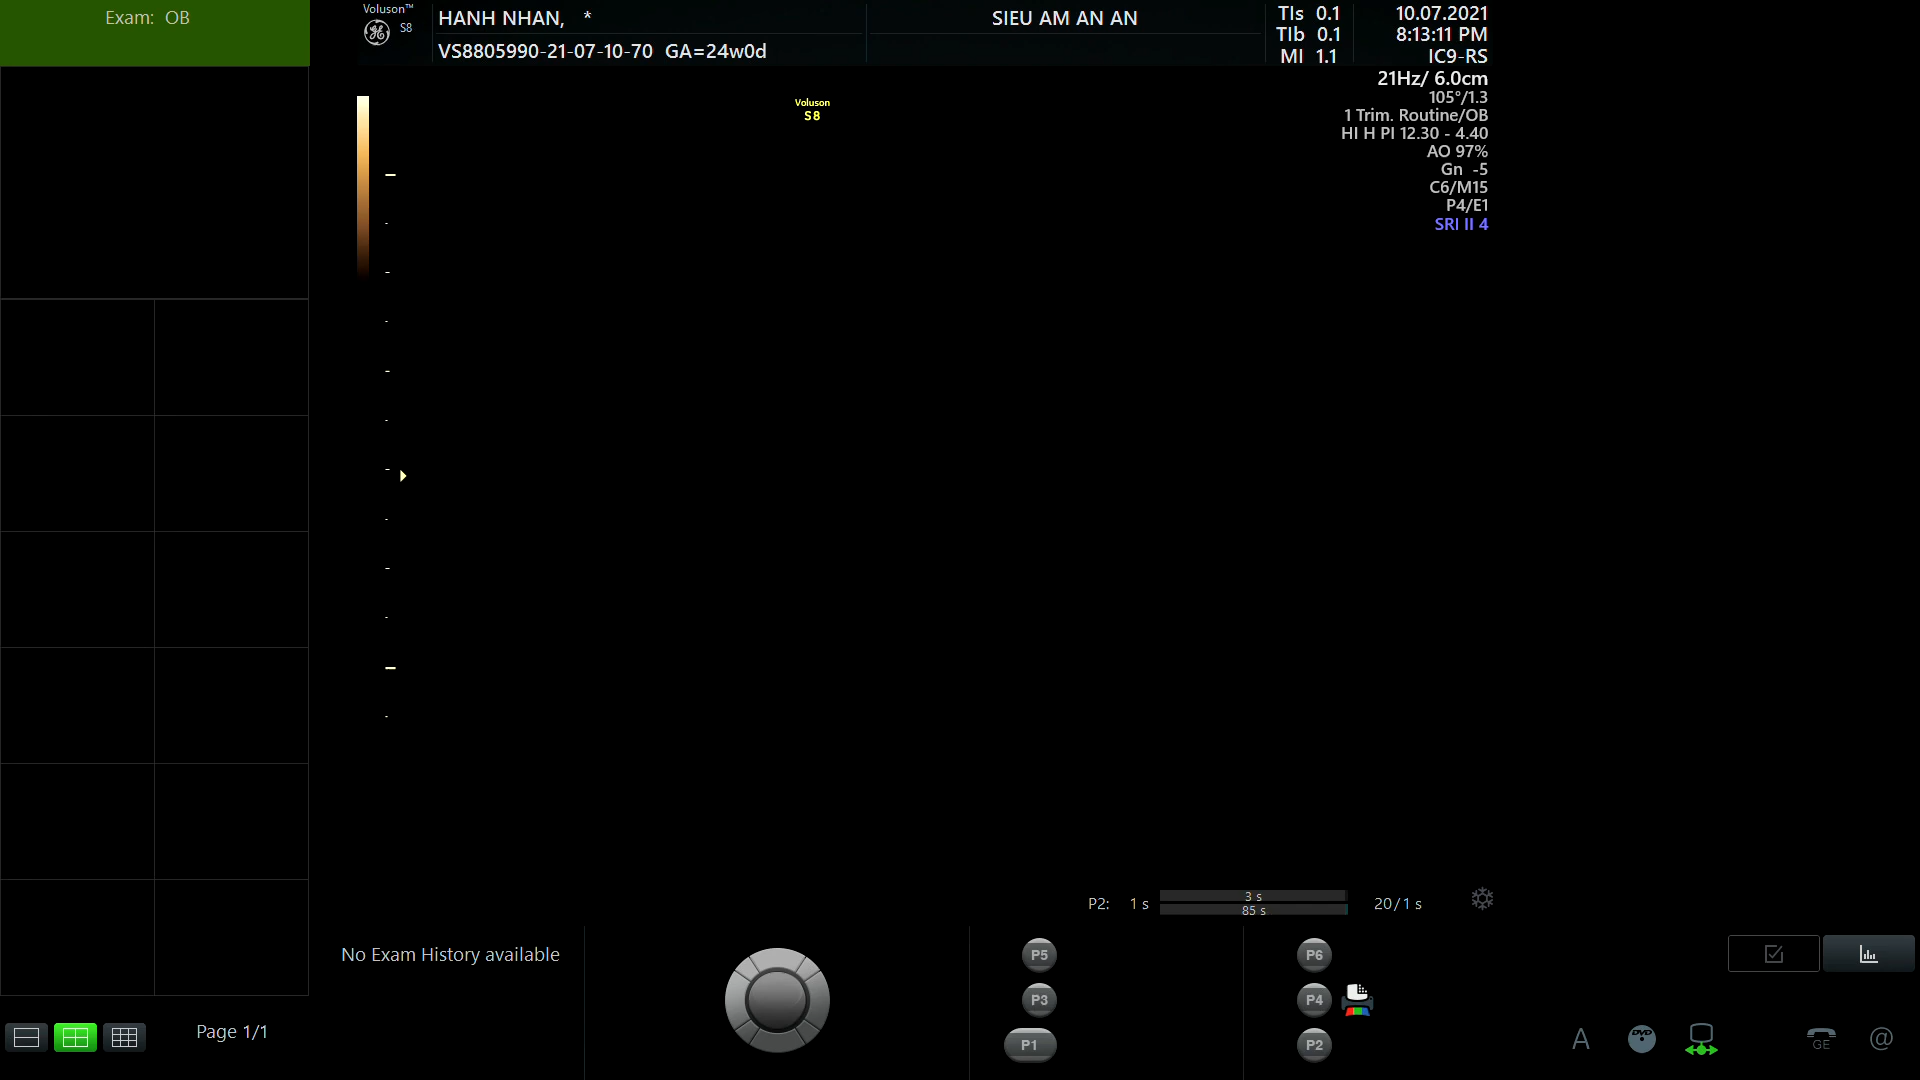 Exam: OB
Voluson™
S8
HANH NHAN, *
SIEU AM AN AN
VS8805990-21-07-10-70 GA=24w0d
TIs 0.1
TIb 0.1
MI 1.1
10.07.2021
8:13:11 PM
IC9-RS
21Hz/ 6.0cm
105°/1.3
1 Trim. Routine/OB
HI H PI 12.30 - 4.40
AO 97%
Gn -5
C6/M15
P4/E1
SRI II 4
Voluson
S8
P2: 1 s
3 s
85 s
20/1 s
No Exam History available
P5
P3
P1
P6
P4
P2
Page 1/1
A
DVD
GE
@